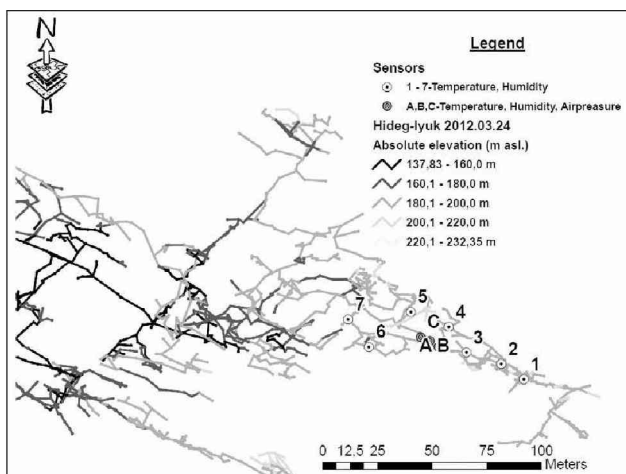 N
Legend
Sensors
1 - 7-Temperature, Humidity
A,B,C-Temperature, Humidity, Airpreasure
Hideg-lyuk 2012.03.24
Absolute elevation (m asl.)
137,83 - 160,0 m
160,1 - 180,0 m
180,1 - 200,0 m
200,1 - 220,0 m
220,1 - 232,35 m
5
7
C
4
6
A
B
3
2
1
0 12.5 25 50 75 100
Meters